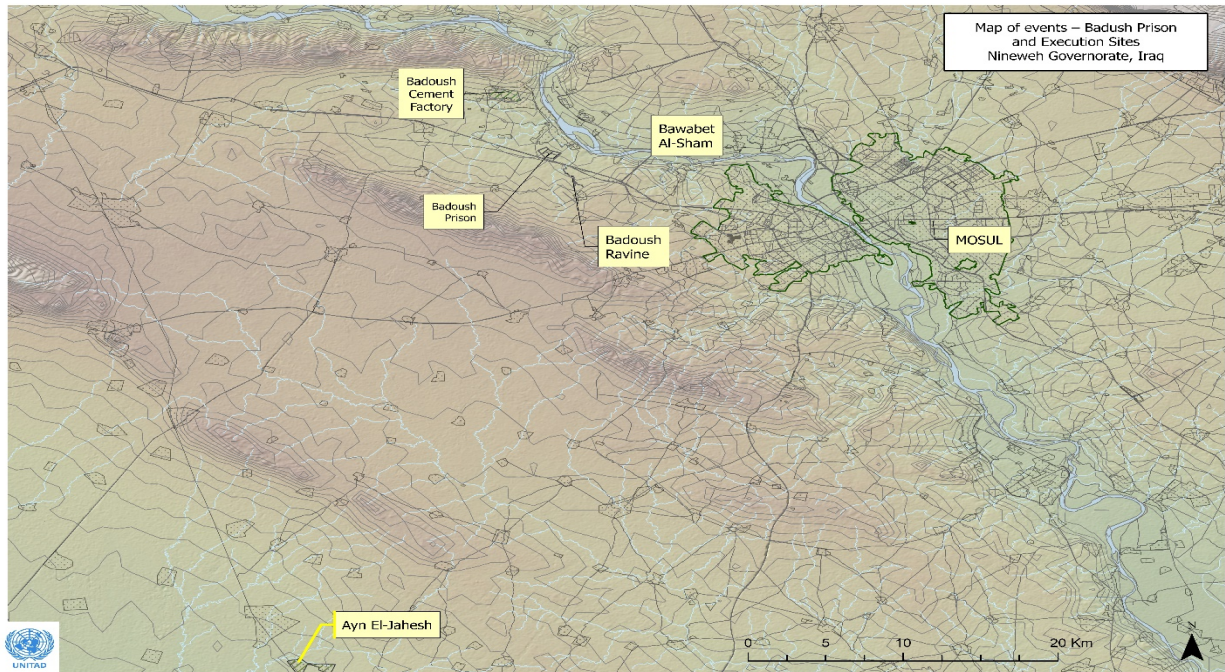 Map of events – Badush Prison
and Execution Sites
Nineweh Governorate, Iraq
Badoush
Cement
Factory
Bawabet
Al-Sham
Badoush
Prison
Badoush
Ravine
MOSUL
Ayn El-Jahesh
0 5 10 20 Km
N
UNITAD